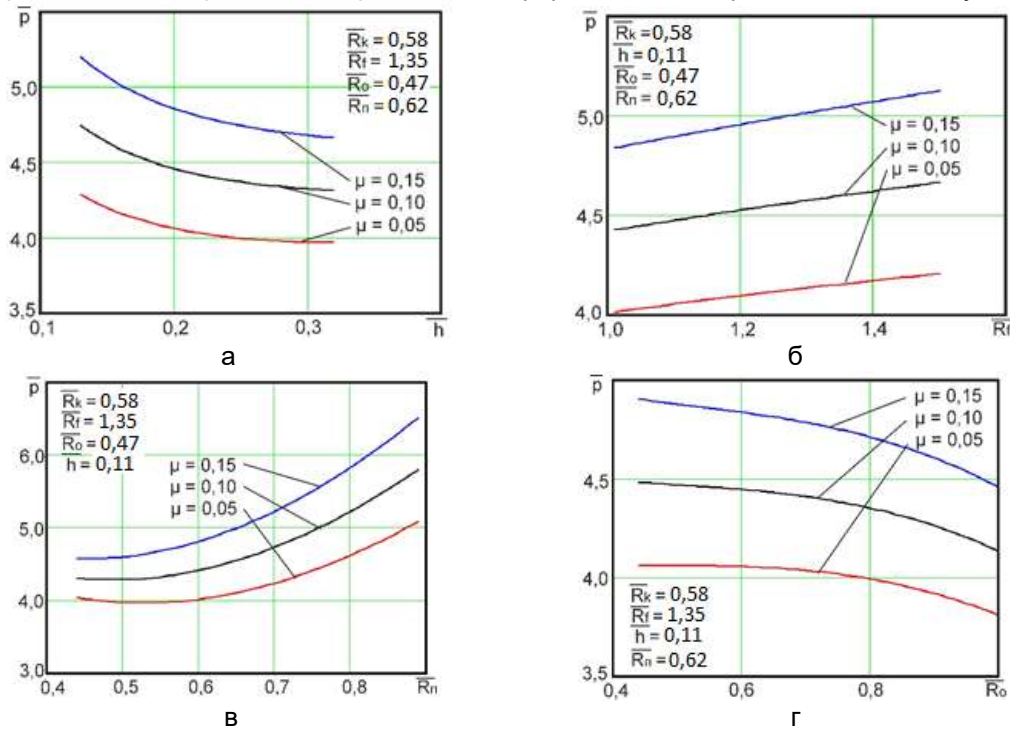 p̅
R̅k = 0,58
R̅f = 1,35
R̅o = 0,47
R̅п = 0,62
5,0
4,5
4,0
3,5
μ = 0,15
μ = 0,10
μ = 0,05
0,1 0,2 0,3 h̅
а
p̅
R̅k = 0,58
h̅ = 0,11
R̅o = 0,47
R̅п = 0,62
5,0
4,5
4,0
μ = 0,15
μ = 0,10
μ = 0,05
1,0 1,2 1,4 R̅f
б
p̅
R̅k = 0,58
R̅f = 1,35
R̅o = 0,47
h̅ = 0,11
6,0
5,0
4,0
3,0
μ = 0,15
μ = 0,10
μ = 0,05
0,4 0,5 0,6 0,7 0,8 R̅п
в
p̅
μ = 0,15
μ = 0,10
μ = 0,05
4,5
4,0
3,5
R̅k = 0,58
R̅f = 1,35
h̅ = 0,11
R̅п = 0,62
0,4 0,6 0,8 R̅o
г